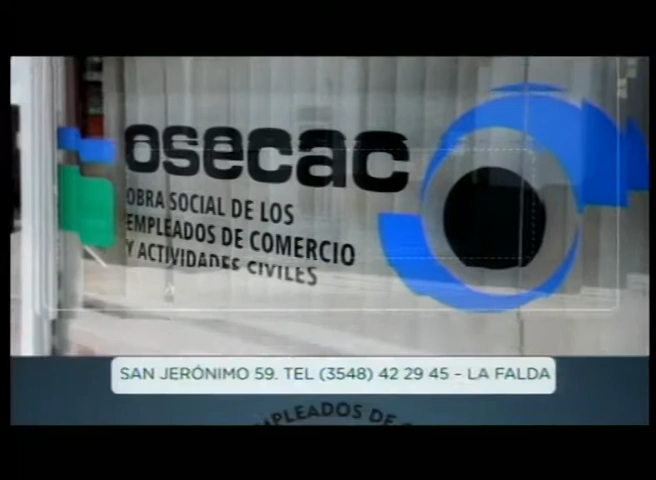 osecac
OBRA SOCIAL DE LOS
EMPLEADOS DE COMERCIO
Y ACTIVIDADES CIVILES
SAN JERÓNIMO 59. TEL (3548) 42 29 45 - LA FALDA
EMPLEADOS DE